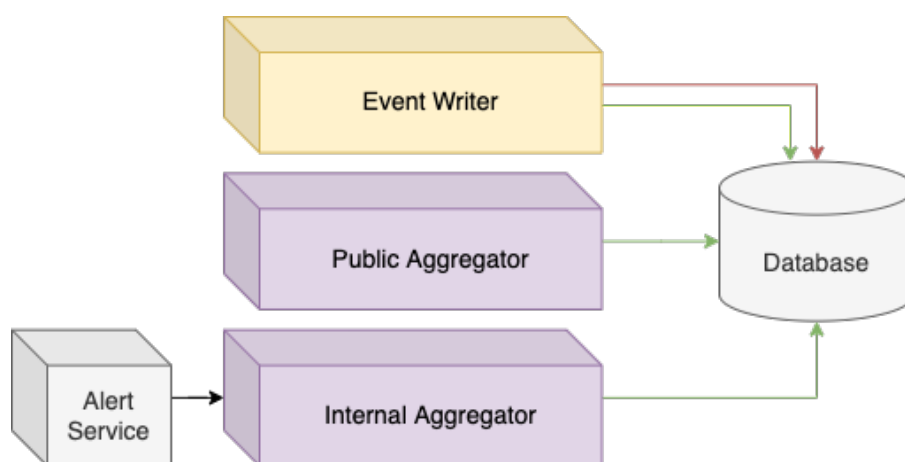 Event Writer
Public Aggregator
Database
Alert
Service
Internal Aggregator